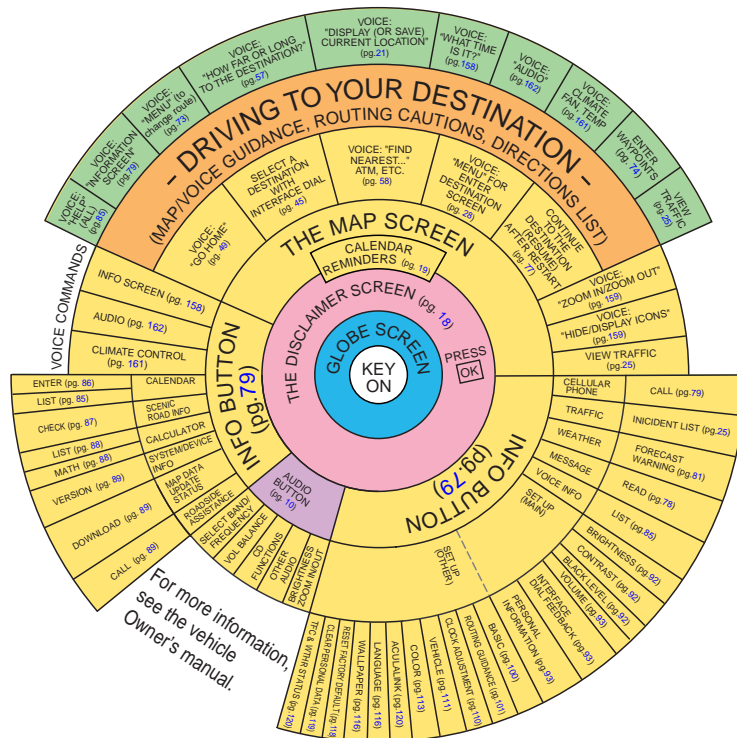 VOICE:
"HELP"
(ALL)
(pg.85)
VOICE:
"INFORMATION
SCREEN"
(pg.79)
VOICE:
"MENU" (to
change route)
(pg.73)
VOICE:
"HOW FAR OR LONG
TO THE DESTINATION?"
(pg.57)
VOICE:
"DISPLAY (OR SAVE)
CURRENT LOCATION"
(pg.21)
VOICE:
"WHAT TIME
IS IT?"
(pg.158)
VOICE:
"AUDIO"
(pg.162)
VOICE:
CLIMATE
FAN, TEMP
(pg.161)
ENTER
WAYPOINTS
(pg.74)
VIEW
TRAFFIC
(pg.25)
- DRIVING TO YOUR DESTINATION -
(MAP/VOICE GUIDANCE, ROUTING CAUTIONS, DIRECTIONS LIST)
VOICE:
"GO HOME"
(pg.49)
SELECT A
DESTINATION
WITH
INTERFACE DIAL
(pg.45)
VOICE: "FIND
NEAREST..."
ATM, ETC.
(pg.58)
VOICE:
"MENU" FOR
ENTER
DESTINATION
SCREEN
(pg.28)
CONTINUE
TO THE
DESTINATION
(RESUME)
AFTER RESTART
(pg.77)
THE MAP SCREEN
CALENDAR
REMINDERS (pg.19)
THE DISCLAIMER SCREEN (pg.18)
GLOBE SCREEN
KEY
ON
PRESS
OK
VOICE COMMANDS
INFO SCREEN (pg.158)
AUDIO (pg.162)
CLIMATE CONTROL
(pg.161)
VOICE:
"ZOOM IN/ZOOM OUT"
(pg.159)
VOICE:
"HIDE/DISPLAY ICONS"
(pg.159)
VIEW TRAFFIC
(pg.25)
INFO BUTTON
(pg.79)
ENTER (pg. 86)
CALENDAR
LIST (pg. 85)
CHECK (pg. 87)
SCENIC
ROAD INFO
LIST (pg. 88)
MATH (pg. 88)
CALCULATOR
VERSION (pg. 89)
SYSTEM/DEVICE
INFO
DOWNLOAD (pg. 89)
MAP DATA
UPDATE
STATUS
CALL (pg. 89)
ROADSIDE
ASSISTANCE
AUDIO
BUTTON
(pg.10)
SELECT BAND/
FREQUENCY
VOL BALANCE
CD
FUNCTIONS
OTHER
AUDIO
BRIGHTNESS
ZOOM IN/OUT
INFO BUTTON
(pg.79)
CELLULAR
PHONE
CALL (pg.79)
TRAFFIC
INICIDENT LIST (pg.25)
WEATHER
FORECAST
WARNING (pg.81)
MESSAGE
READ (pg.78)
VOICE INFO
LIST (pg.85)
SET UP
(MAIN)
BRIGHTNESS (pg.92)
CONTRAST (pg.92)
BLACK LEVEL (pg.92)
VOLUME (pg.93)
INTERFACE
DIAL FEEDBACK (pg.93)
PERSONAL
INFORMATION (pg.93)
SET UP
(OTHER)
BASIC (pg.100)
ROUTING GUIDANCE (pg.101)
CLOCK ADJUSTMENT (pg.110)
VEHICLE (pg.111)
COLOR (pg.113)
ACULALINK (pg.120)
LANGUAGE (pg.116)
WALLPAPER (pg.116)
RESET FACTORY DEFAULT (pg.118)
CLEAR PERSONAL DATA (pg.119)
TFC & WTHR STATUS (pg.120)
For more information,
see the vehicle
Owner's manual.